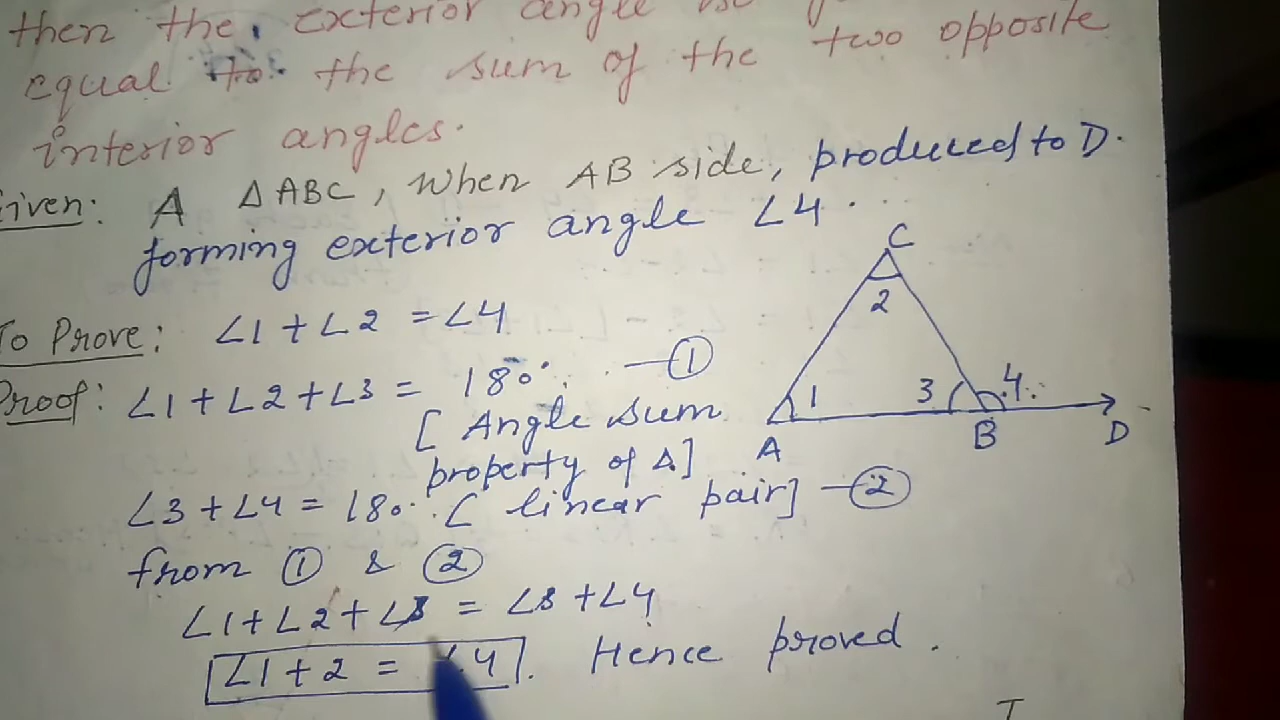 then the exterior angle
equal to the sum of the two opposite
interior angles.
Given: A ΔABC, When AB side, produced to D.
forming exterior angle ∠4.
To Prove: ∠1 + ∠2 = ∠4
Proof: ∠1 + ∠2 + ∠3 = 180°. —①
[Angle sum
property of Δ]
∠3 + ∠4 = 180. [linear pair] —②
from ① & ②
∠1 + ∠2 + ∠3 = ∠3 + ∠4
∠1 + 2 = ∠4. Hence proved.
C
2
1
3
4
A
B
D